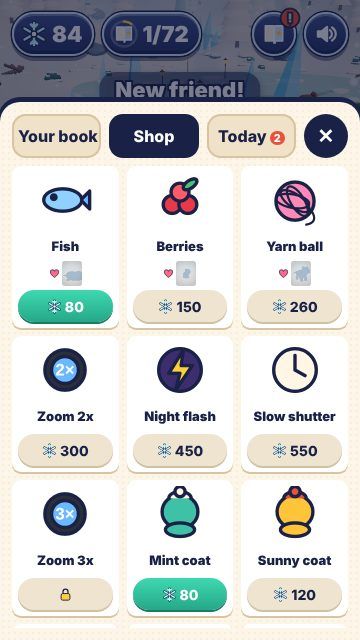 84
1/72
!
New friend!
Your book
Shop
Today 2
×
Fish
Berries
Yarn ball
80
150
260
2×
Zoom 2x
Night flash
Slow shutter
300
450
550
3×
Zoom 3x
Mint coat
Sunny coat
80
120